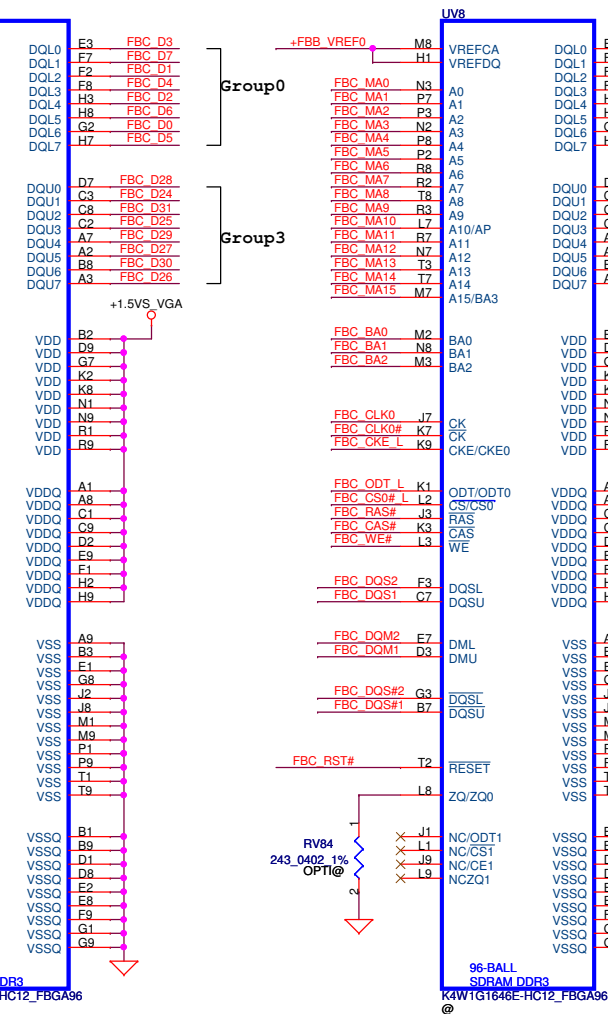 UV8
DQL0 E3 FBC_D3
DQL1 F7 FBC_D7
DQL2 F2 FBC_D1
DQL3 F8 FBC_D4
DQL4 H3 FBC_D2
DQL5 H8 FBC_D6
DQL6 G2 FBC_D0
DQL7 H7 FBC_D5
Group0
DQU0 D7 FBC_D28
DQU1 C3 FBC_D24
DQU2 C8 FBC_D31
DQU3 C2 FBC_D25
DQU4 A7 FBC_D29
DQU5 A2 FBC_D27
DQU6 B8 FBC_D30
DQU7 A3 FBC_D26
Group3
+1.5VS_VGA
VDD B2
VDD D9
VDD G7
VDD K2
VDD K8
VDD N1
VDD N9
VDD R1
VDD R9
VDDQ A1
VDDQ A8
VDDQ C1
VDDQ C9
VDDQ D2
VDDQ E9
VDDQ F1
VDDQ H2
VDDQ H9
VSS A9
VSS B3
VSS E1
VSS G8
VSS J2
VSS J8
VSS M1
VSS M9
VSS P1
VSS P9
VSS T1
VSS T9
VSSQ B1
VSSQ B9
VSSQ D1
VSSQ D8
VSSQ E2
VSSQ E8
VSSQ F9
VSSQ G1
VSSQ G9
DR3
HC12_FBGA96
+FBB_VREF0 M8 VREFCA
H1 VREFDQ
FBC_MA0 N3 A0
FBC_MA1 P7 A1
FBC_MA2 P3 A2
FBC_MA3 N2 A3
FBC_MA4 P8 A4
FBC_MA5 P2 A5
FBC_MA6 R8 A6
FBC_MA7 R2 A7
FBC_MA8 T8 A8
FBC_MA9 R3 A9
FBC_MA10 L7 A10/AP
FBC_MA11 R7 A11
FBC_MA12 N7 A12
FBC_MA13 T3 A13
FBC_MA14 T7 A14
FBC_MA15 M7 A15/BA3
FBC_BA0 M2 BA0
FBC_BA1 N8 BA1
FBC_BA2 M3 BA2
FBC_CLK0 J7 CK
FBC_CLK0# K7 CK
FBC_CKE_L K9 CKE/CKE0
FBC_ODT_L K1 ODT/ODT0
FBC_CS0#_L L2 CS/CS0
FBC_RAS# J3 RAS
FBC_CAS# K3 CAS
FBC_WE# L3 WE
FBC_DQS2 F3 DQSL
FBC_DQS1 C7 DQSU
FBC_DQM2 E7 DML
FBC_DQM1 D3 DMU
FBC_DQS#2 G3 DQSL
FBC_DQS#1 B7 DQSU
FBC_RST# T2 RESET
L8 ZQ/ZQ0
1
RV84
243_0402_1%
OPTI@
2
J1 NC/ODT1
L1 NC/CS1
J9 NC/CE1
L9 NCZQ1
DQL0
DQL1
DQL2
DQL3
DQL4
DQL5
DQL6
DQL7
DQU0
DQU1
DQU2
DQU3
DQU4
DQU5
DQU6
DQU7
VDD
VDD
VDD
VDD
VDD
VDD
VDD
VDD
VDD
VDDQ
VDDQ
VDDQ
VDDQ
VDDQ
VDDQ
VDDQ
VDDQ
VDDQ
VSS
VSS
VSS
VSS
VSS
VSS
VSS
VSS
VSS
VSS
VSS
VSS
VSSQ
VSSQ
VSSQ
VSSQ
VSSQ
VSSQ
VSSQ
VSSQ
VSSQ
96-BALL
SDRAM DDR3
K4W1G1646E-HC12_FBGA96
@